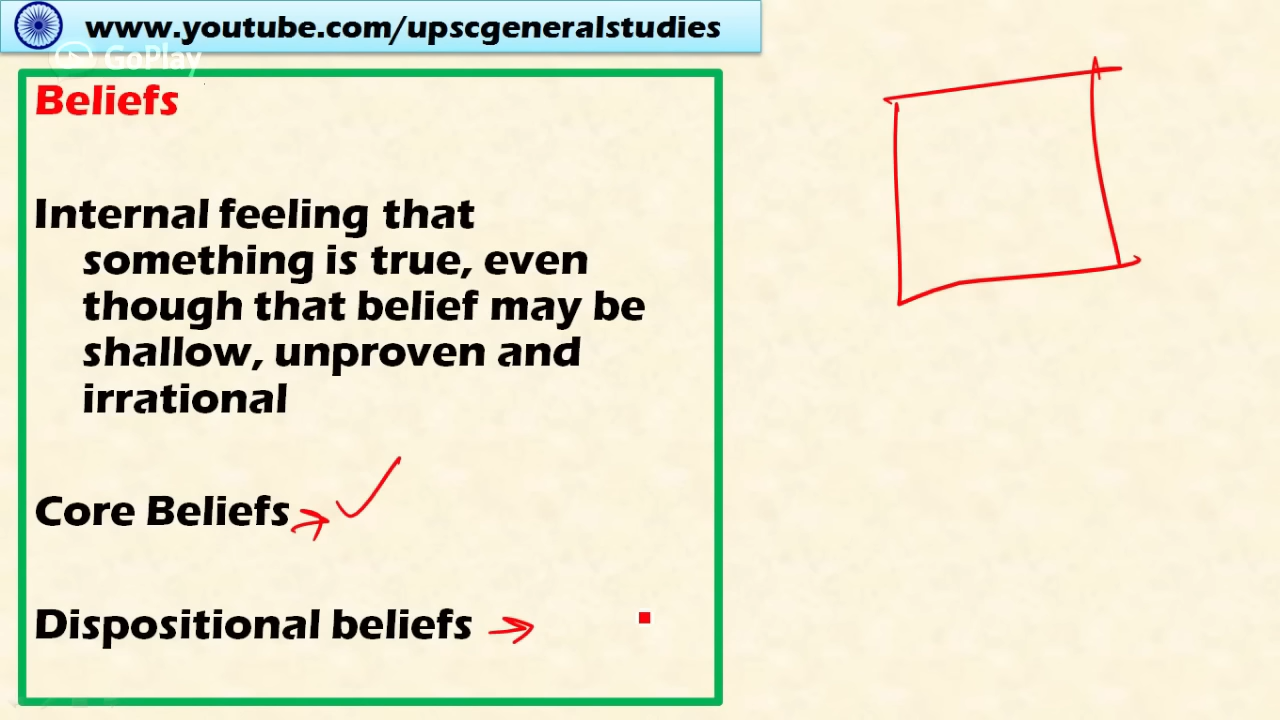 www.youtube.com/upscgeneralstudies
GoPlay
Beliefs
Internal feeling that
something is true, even
though that belief may be
shallow, unproven and
irrational
Core Beliefs
Dispositional beliefs